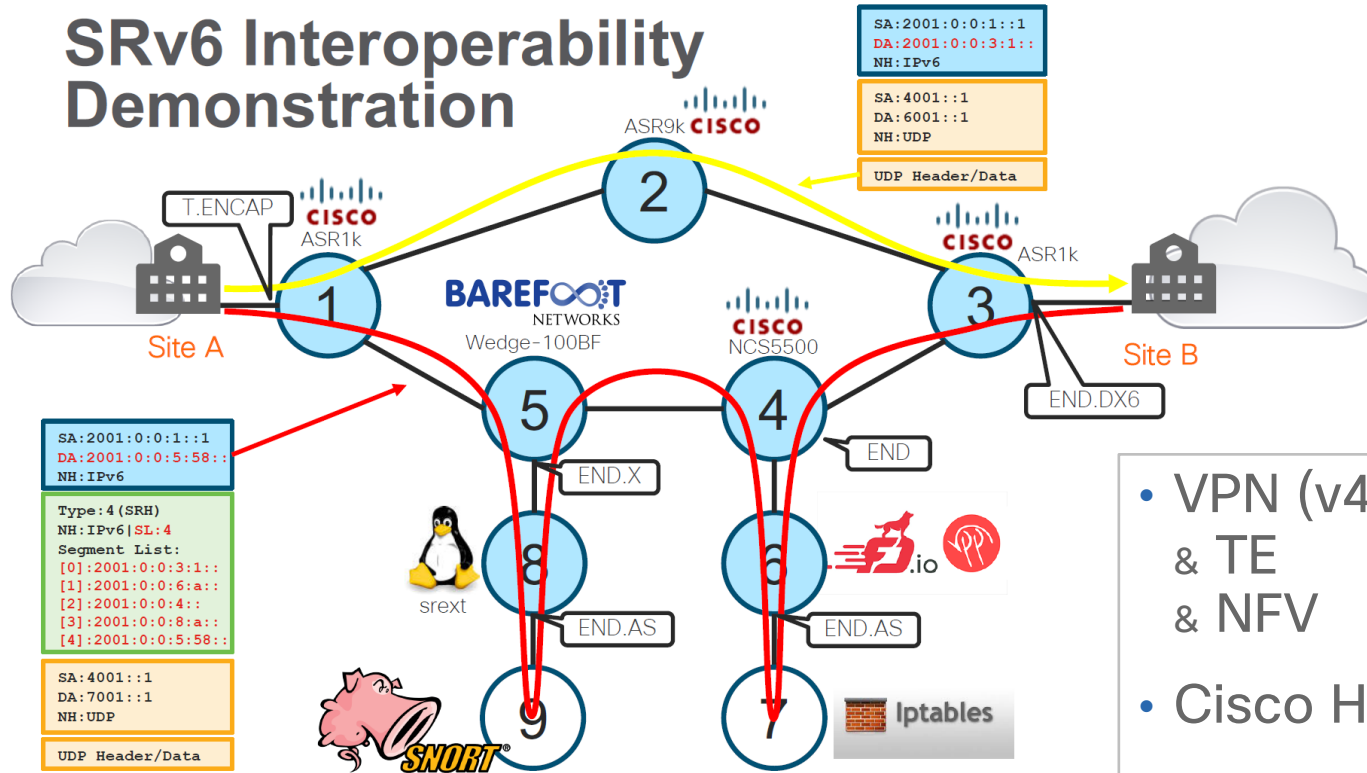 SRv6 Interoperability
Demonstration
SA:2001:0:0:1::1
DA:2001:0:0:3:1::
NH:IPv6
SA:4001::1
DA:6001::1
NH:UDP
UDP Header/Data
ASR9k CISCO
2
T.ENCAP
CISCO
ASR1k
1
CISCO
ASR1k
3
BAREFOOT
NETWORKS
Wedge-100BF
5
CISCO
NCS5500
4
Site A
Site B
END.DX6
END
END.X
SA:2001:0:0:1::1
DA:2001:0:0:5:58::
NH:IPv6
Type:4(SRH)
NH:IPv6|SL:4
Segment List:
[0]:2001:0:0:3:1::
[1]:2001:0:0:6:a::
[2]:2001:0:0:4::
[3]:2001:0:0:8:a::
[4]:2001:0:0:5:58::
SA:4001::1
DA:7001::1
NH:UDP
UDP Header/Data
srext
8
6
.io
VPP
END.AS
END.AS
SNORT®
9
7
Iptables
• VPN (v4
& TE
& NFV
• Cisco H